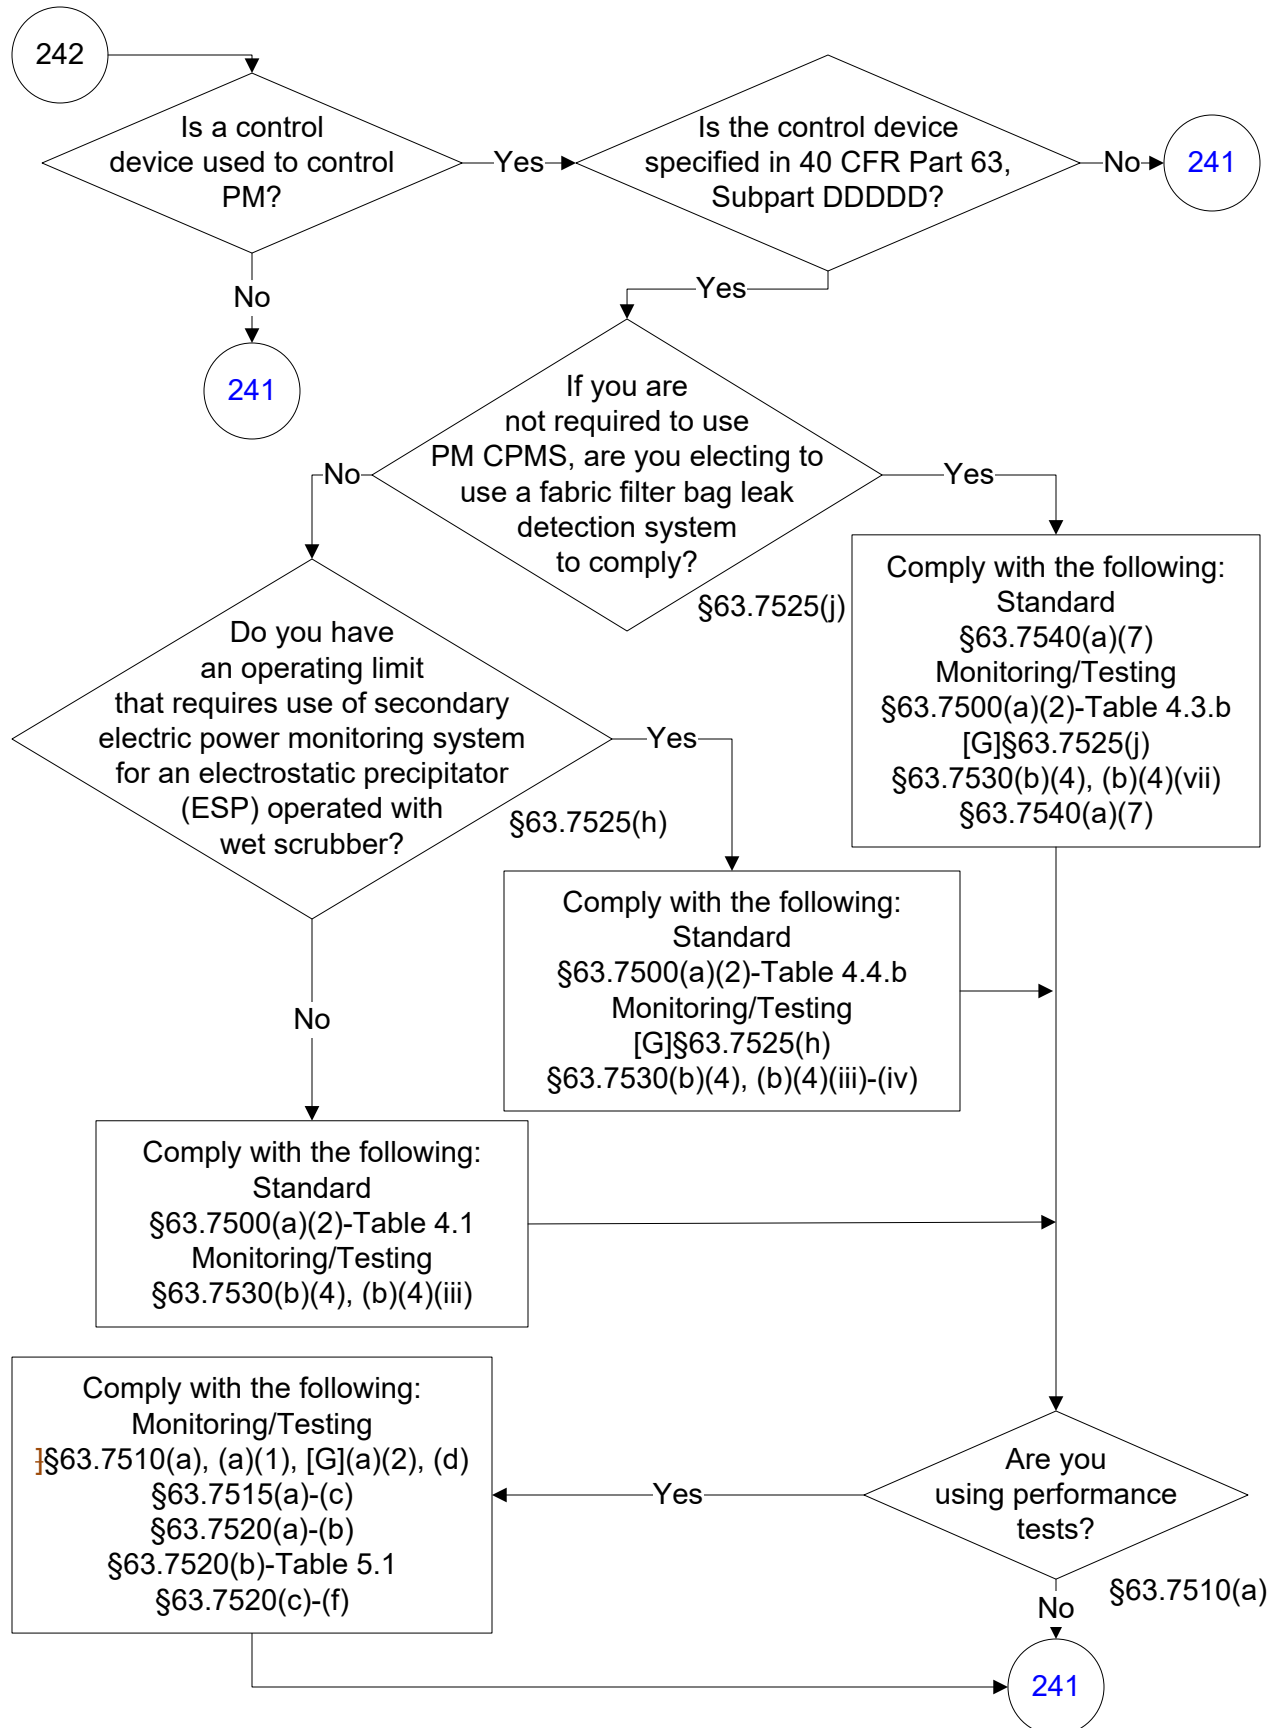 242
Is a control
device used to control
PM?
Yes
Is the control device
specified in 40 CFR Part 63,
Subpart DDDDD?
No
241
No
241
Yes
If you are
not required to use
PM CPMS, are you electing to
use a fabric filter bag leak
detection system
to comply?
§63.7525(j)
No
Yes
Comply with the following:
Standard
§63.7540(a)(7)
Monitoring/Testing
§63.7500(a)(2)-Table 4.3.b
[G]§63.7525(j)
§63.7530(b)(4), (b)(4)(vii)
§63.7540(a)(7)
Do you have
an operating limit
that requires use of secondary
electric power monitoring system
for an electrostatic precipitator
(ESP) operated with
wet scrubber?
§63.7525(h)
Yes
Comply with the following:
Standard
§63.7500(a)(2)-Table 4.4.b
Monitoring/Testing
[G]§63.7525(h)
§63.7530(b)(4), (b)(4)(iii)-(iv)
No
Comply with the following:
Standard
§63.7500(a)(2)-Table 4.1
Monitoring/Testing
§63.7530(b)(4), (b)(4)(iii)
Comply with the following:
Monitoring/Testing
]§63.7510(a), (a)(1), [G](a)(2), (d)
§63.7515(a)-(c)
§63.7520(a)-(b)
§63.7520(b)-Table 5.1
§63.7520(c)-(f)
Yes
Are you
using performance
tests?
§63.7510(a)
No
241